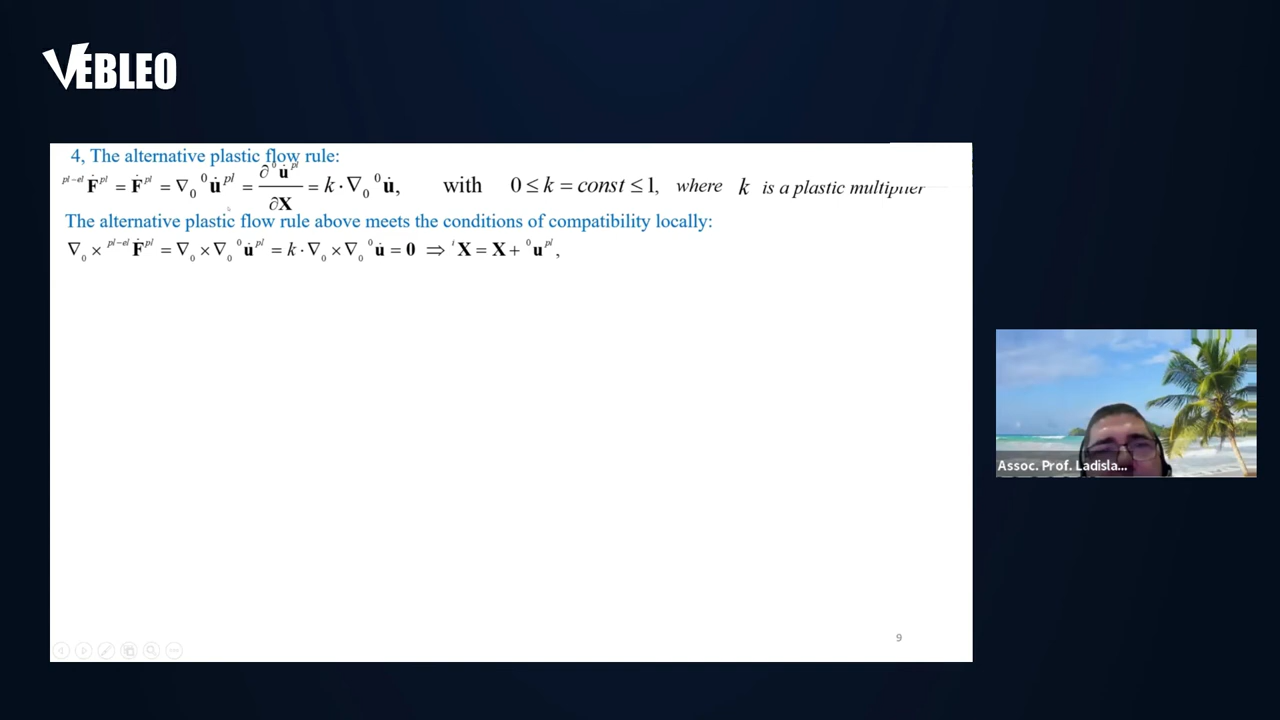 VEBLEO
4, The alternative plastic flow rule:
^{pl-el}Ḟ^{pl} = Ḟ^{pl} = ∇₀ ⁰u̇^{pl} = ∂⁰u̇^{pl}/∂X = k · ∇₀ ⁰u̇, with 0 ≤ k = const ≤ 1, where k is a plastic multiplier
The alternative plastic flow rule above meets the conditions of compatibility locally:
∇₀ × ^{pl-el}Ḟ^{pl} = ∇₀ × ∇₀ ⁰u̇^{pl} = k · ∇₀ × ∇₀ ⁰u̇ = 0 ⇒ ^{i}X = X + ⁰u^{pl},
Assoc. Prof. Ladisla...
9